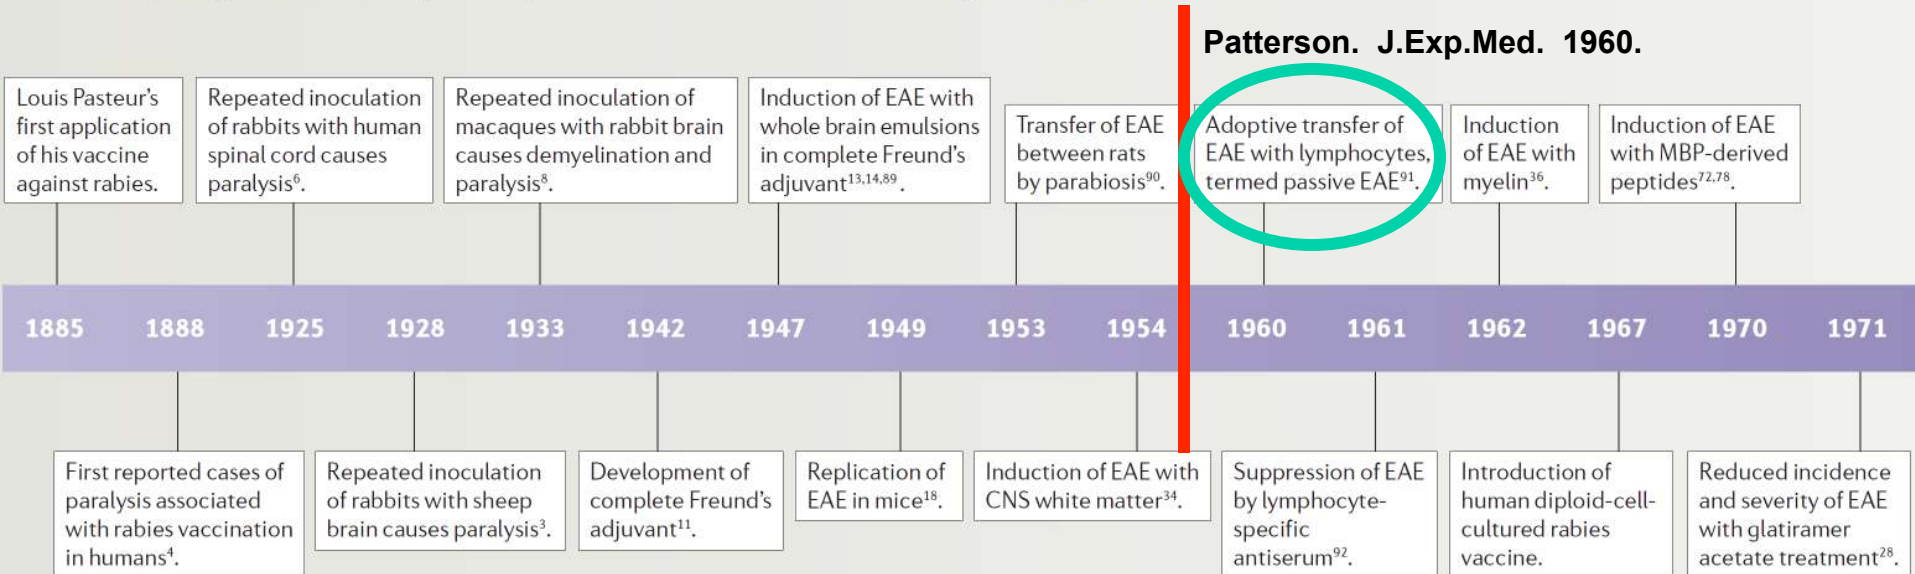 Patterson. J.Exp.Med. 1960.
Louis Pasteur's
first application
of his vaccine
against rabies.
Repeated inoculation
of rabbits with human
spinal cord causes
paralysis⁶.
Repeated inoculation of
macaques with rabbit brain
causes demyelination and
paralysis⁸.
Induction of EAE with
whole brain emulsions
in complete Freund's
adjuvant¹³,¹⁴,⁸⁹.
Transfer of EAE
between rats
by parabiosis⁹⁰.
Adoptive transfer of
EAE with lymphocytes,
termed passive EAE⁹¹.
Induction
of EAE with
myelin³⁶.
Induction of EAE
with MBP-derived
peptides⁷²,⁷⁸.
1885 1888 1925 1928 1933 1942 1947 1949 1953 1954 1960 1961 1962 1967 1970 1971
First reported cases of
paralysis associated
with rabies vaccination
in humans⁴.
Repeated inoculation
of rabbits with sheep
brain causes paralysis³.
Development of
complete Freund's
adjuvant¹¹.
Replication of
EAE in mice¹⁸.
Induction of EAE with
CNS white matter³⁴.
Suppression of EAE
by lymphocyte-
specific
antiserum⁹².
Introduction of
human diploid-cell-
cultured rabies
vaccine.
Reduced incidence
and severity of EAE
with glatiramer
acetate treatment²⁸.